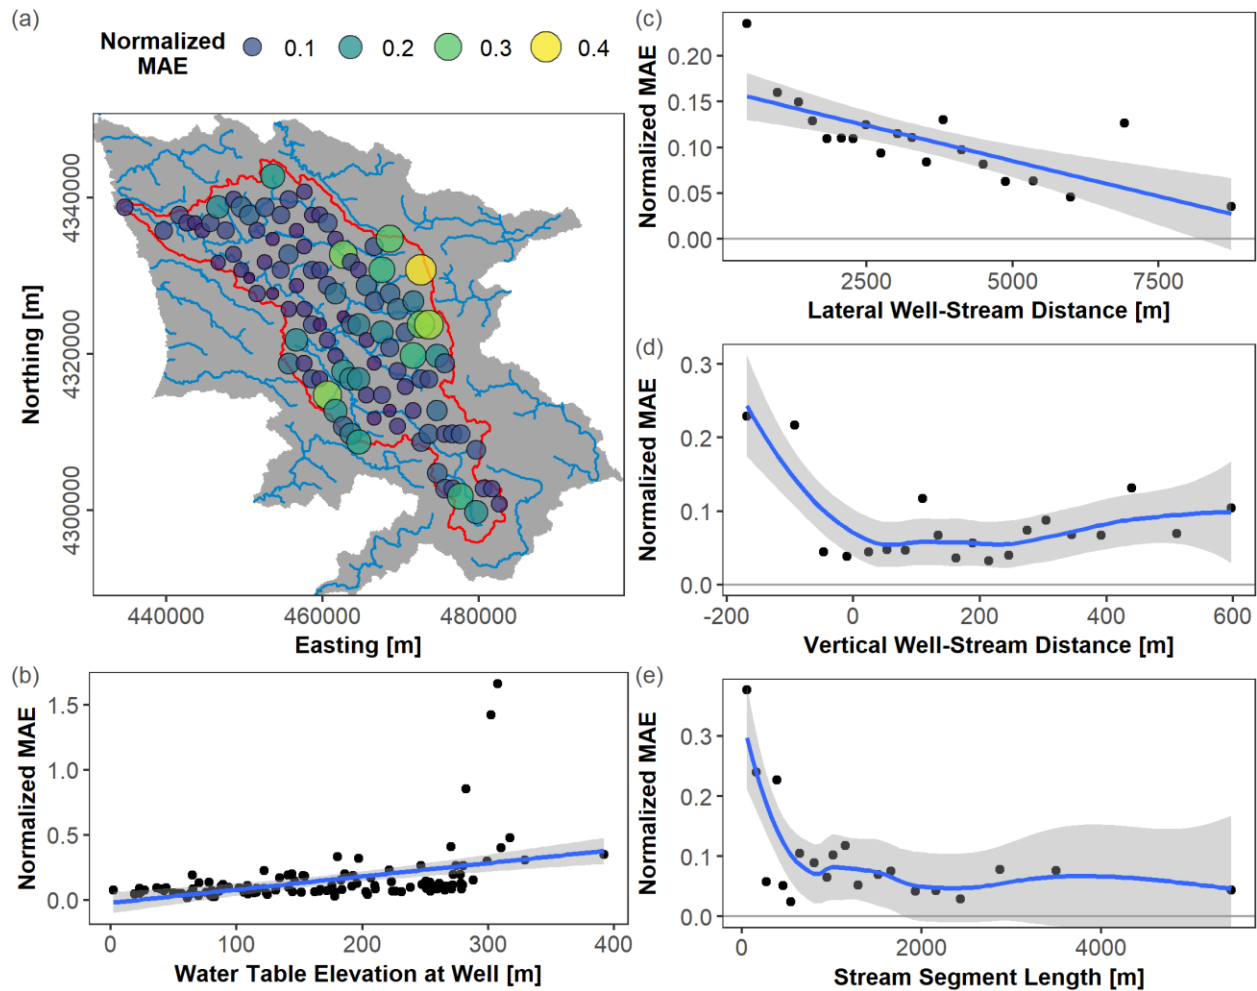 (a)
Normalized
MAE
0.1 0.2 0.3 0.4
Northing [m]
4340000
4320000
4300000
440000 460000 480000
Easting [m]
(b)
Normalized MAE
1.5
1.0
0.5
0.0
0 100 200 300 400
Water Table Elevation at Well [m]
(c)
Normalized MAE
0.20
0.15
0.10
0.05
0.00
2500 5000 7500
Lateral Well-Stream Distance [m]
(d)
Normalized MAE
0.3
0.2
0.1
0.0
-200 0 200 400 600
Vertical Well-Stream Distance [m]
(e)
Normalized MAE
0.3
0.2
0.1
0.0
0 2000 4000
Stream Segment Length [m]